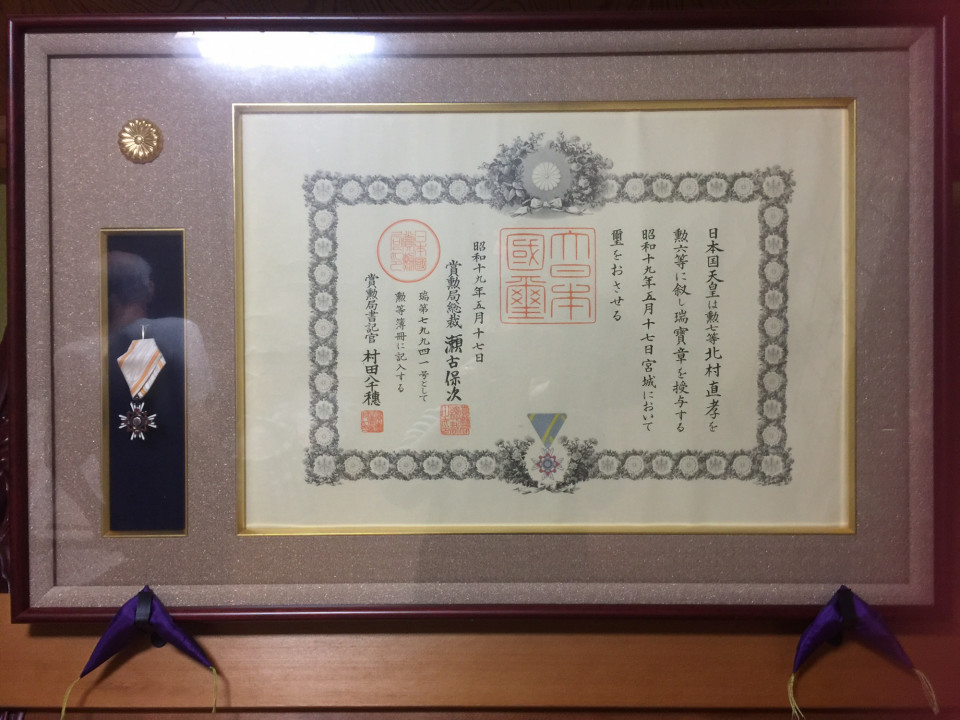 日本国天皇は勲七等北村直孝を
勲六等に叙し瑞寶章を授与する
昭和十九年五月十七日宮城において
璽をおさせる
大日本
國璽
昭和十九年五月十七日
賞勲局総裁 瀬古保次
瑞第七九九四一号として
勲等簿冊に記入する
賞勲局書記官 村田八千穂